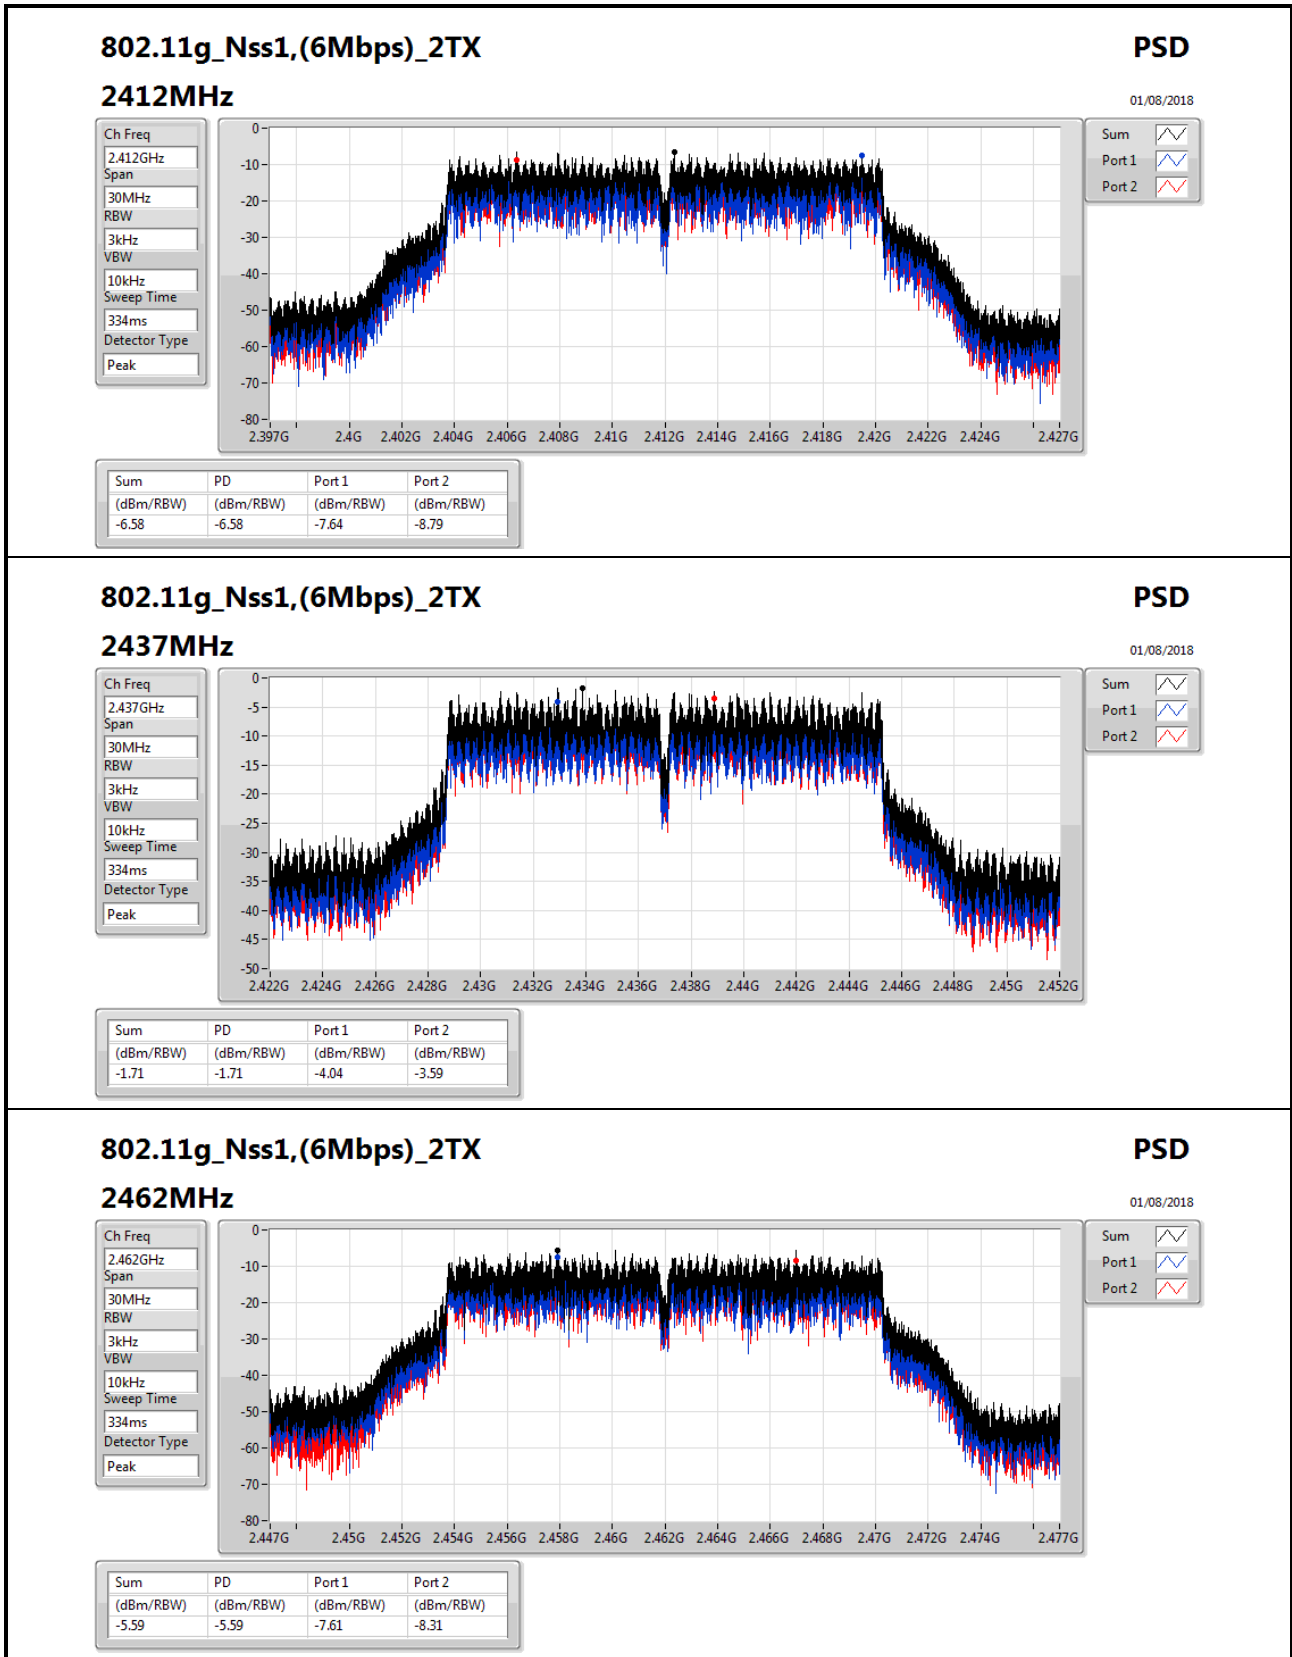 802.11g_Nss1,(6Mbps)_2TX PSD
2412MHz 01/08/2018
Ch Freq
2.412GHz
Span
30MHz
RBW
3kHz
VBW
10kHz
Sweep Time
334ms
Detector Type
Peak
0
-10
-20
-30
-40
-50
-60
-70
-80
2.397G 2.4G 2.402G 2.404G 2.406G 2.408G 2.41G 2.412G 2.414G 2.416G 2.418G 2.42G 2.422G 2.424G 2.427G
Sum
Port 1
Port 2
Sum PD Port 1 Port 2
(dBm/RBW) (dBm/RBW) (dBm/RBW) (dBm/RBW)
-6.58 -6.58 -7.64 -8.79
802.11g_Nss1,(6Mbps)_2TX PSD
2437MHz 01/08/2018
Ch Freq
2.437GHz
Span
30MHz
RBW
3kHz
VBW
10kHz
Sweep Time
334ms
Detector Type
Peak
0
-5
-10
-15
-20
-25
-30
-35
-40
-45
-50
2.422G 2.424G 2.426G 2.428G 2.43G 2.432G 2.434G 2.436G 2.438G 2.44G 2.442G 2.444G 2.446G 2.448G 2.45G 2.452G
Sum
Port 1
Port 2
Sum PD Port 1 Port 2
(dBm/RBW) (dBm/RBW) (dBm/RBW) (dBm/RBW)
-1.71 -1.71 -4.04 -3.59
802.11g_Nss1,(6Mbps)_2TX PSD
2462MHz 01/08/2018
Ch Freq
2.462GHz
Span
30MHz
RBW
3kHz
VBW
10kHz
Sweep Time
334ms
Detector Type
Peak
0
-10
-20
-30
-40
-50
-60
-70
-80
2.447G 2.45G 2.452G 2.454G 2.456G 2.458G 2.46G 2.462G 2.464G 2.466G 2.468G 2.47G 2.472G 2.474G 2.477G
Sum
Port 1
Port 2
Sum PD Port 1 Port 2
(dBm/RBW) (dBm/RBW) (dBm/RBW) (dBm/RBW)
-5.59 -5.59 -7.61 -8.31